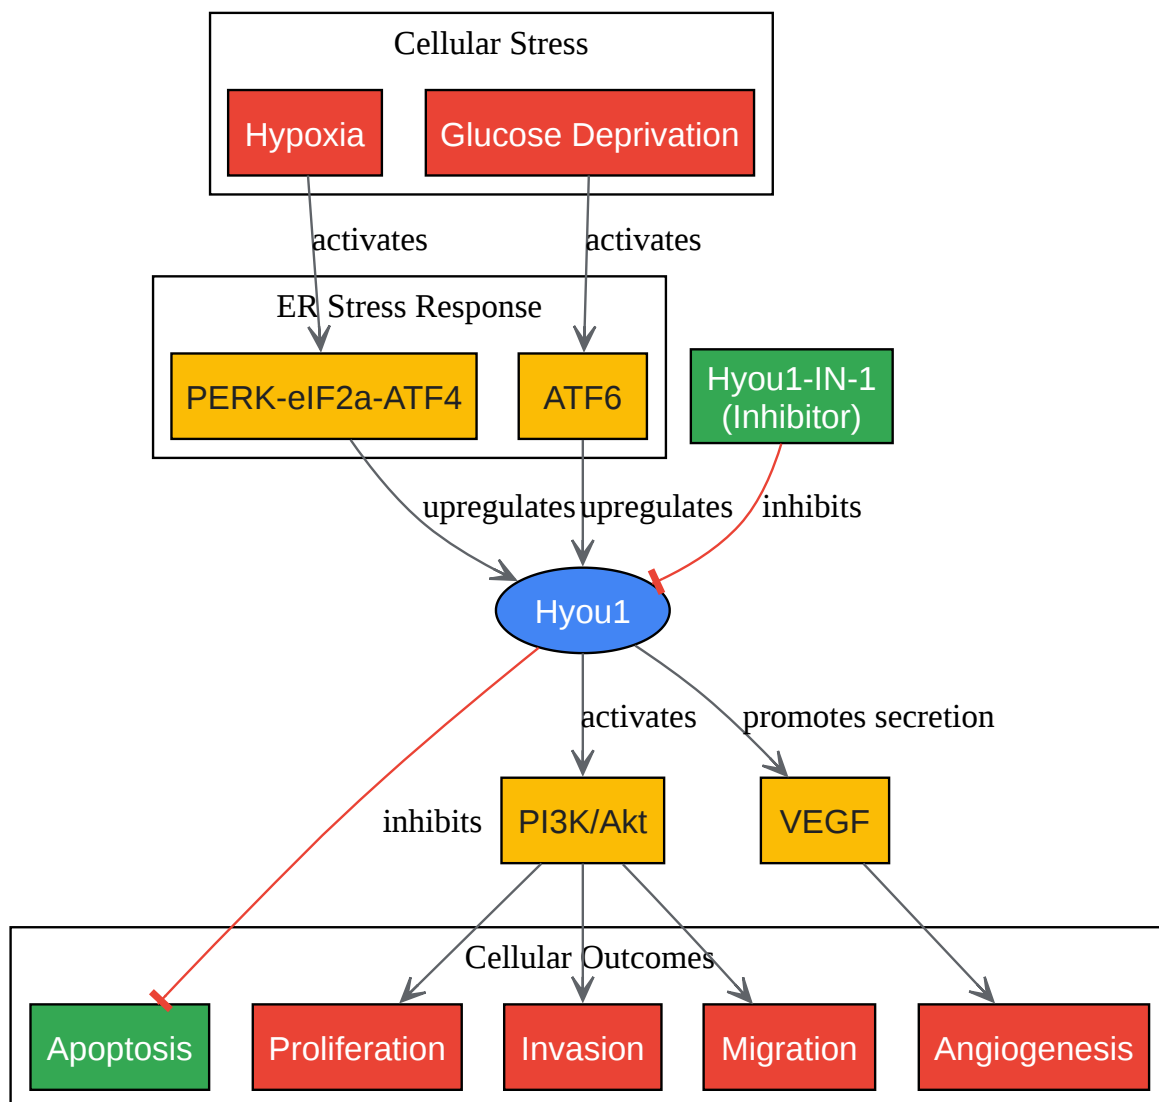 Cellular Stress
Hypoxia
Glucose Deprivation
activates
activates
ER Stress Response
PERK-eIF2a-ATF4
ATF6
Hyou1-IN-1
(Inhibitor)
upregulates
upregulates
inhibits
Hyou1
activates
promotes secretion
inhibits
PI3K/Akt
VEGF
Cellular Outcomes
Apoptosis
Proliferation
Invasion
Migration
Angiogenesis